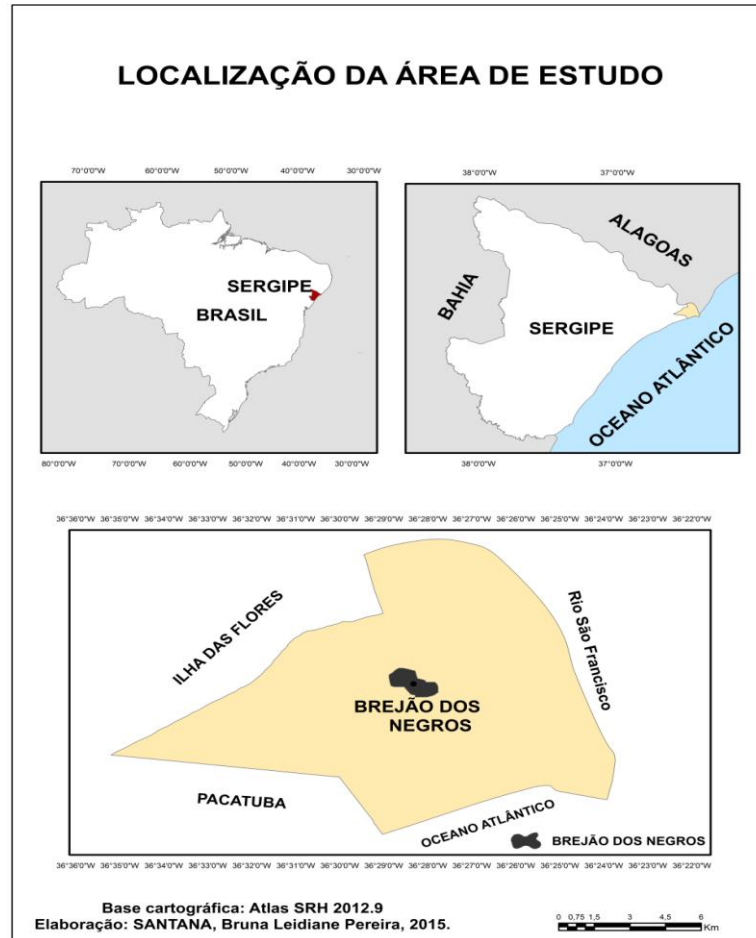 LOCALIZAÇÃO DA ÁREA DE ESTUDO
70°0'0"W 60°0'0"W 50°0'0"W 40°0'0"W 30°0'0"W
SERGIPE
BRASIL
80°0'0"W 70°0'0"W 60°0'0"W 50°0'0"W 40°0'0"W 30°0'0"W
38°0'0"W 37°0'0"W
ALAGOAS
BAHIA
SERGIPE
OCEANO ATLÂNTICO
38°0'0"W 37°0'0"W
36°36'0"W 36°35'0"W 36°34'0"W 36°33'0"W 36°32'0"W 36°31'0"W 36°29'0"W 36°28'0"W 36°27'0"W 36°26'0"W 36°25'0"W 36°24'0"W 36°22'0"W
ILHA DAS FLORES
Rio São Francisco
BREJÃO DOS
NEGROS
PACATUBA
OCEANO ATLÂNTICO
BREJÃO DOS NEGROS
36°36'0"W 36°35'0"W 36°34'0"W 36°33'0"W 36°32'0"W 36°30'0"W 36°29'0"W 36°28'0"W 36°27'0"W 36°26'0"W 36°25'0"W 36°24'0"W 36°23'0"W 36°22'0"W
Base cartográfica: Atlas SRH 2012.9
Elaboração: SANTANA, Bruna Leidiane Pereira, 2015.
0 0,75 1,5 3 4,5 6
Km